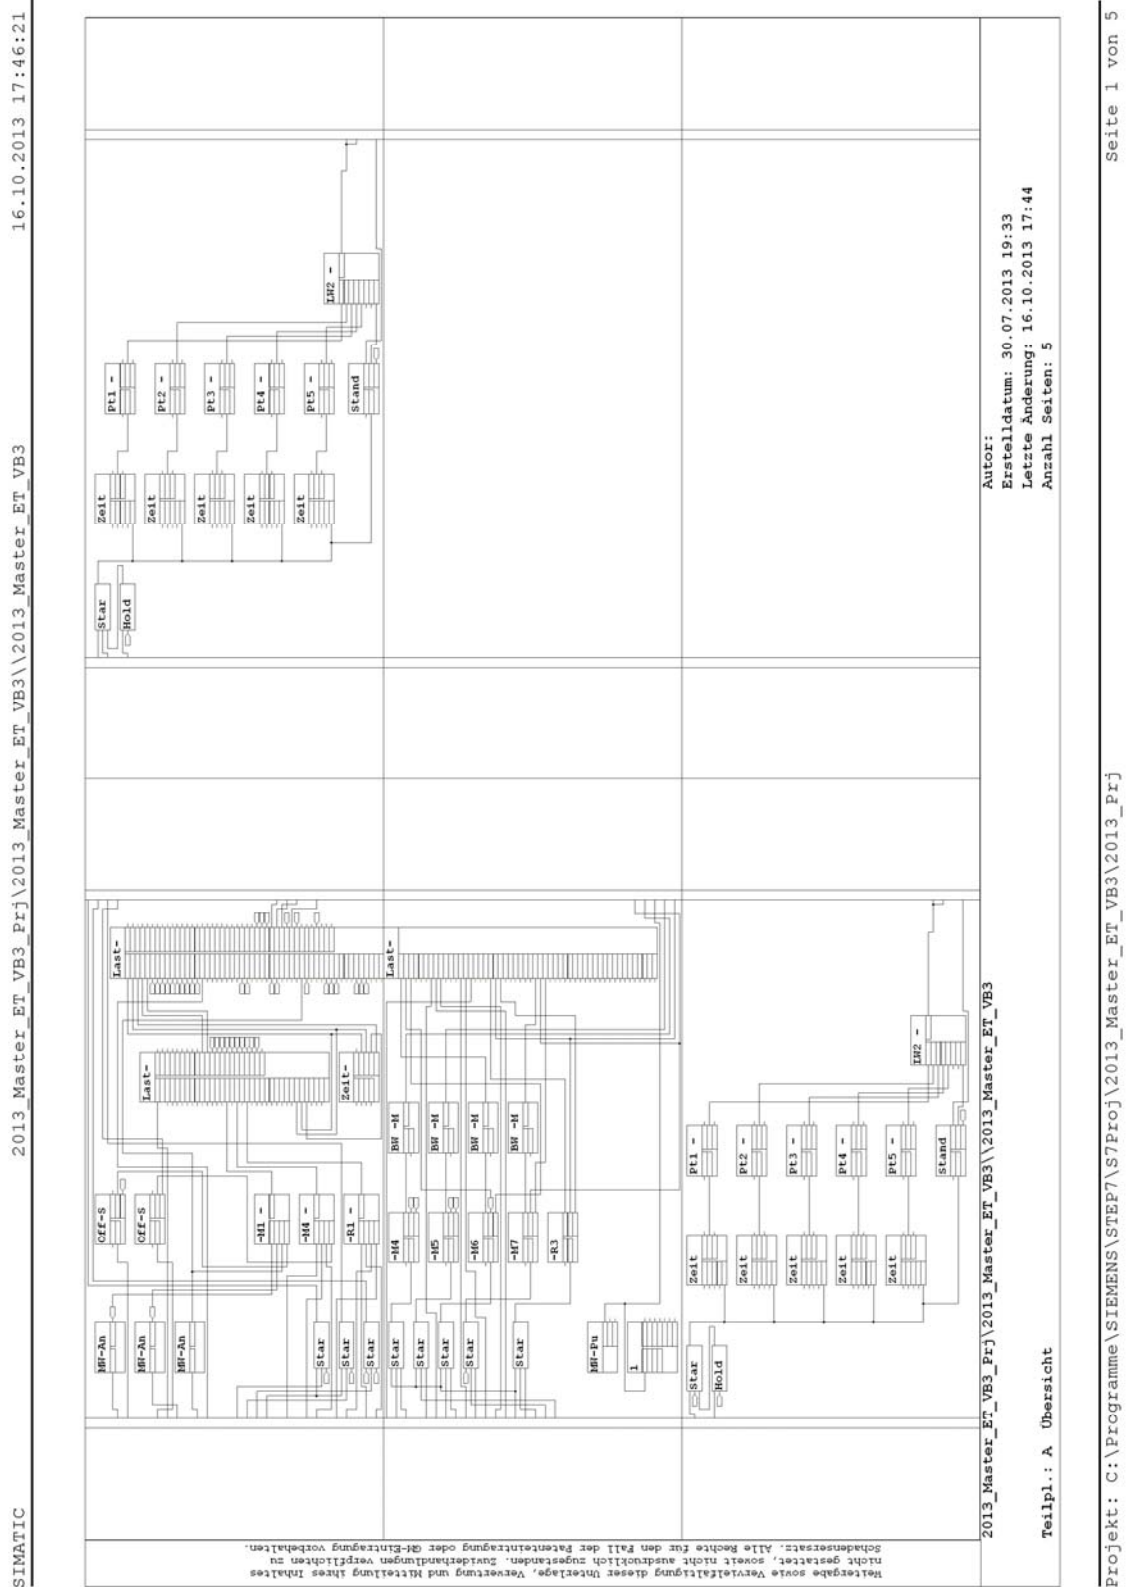 SIMATIC 2013_Master_ET_VB3_Prj\2013_Master_ET_VB3\\2013_Master_ET_VB3 16.10.2013 17:46:21
MW-An
MW-An
MW-An
Off-S
Off-S
-M1 -
-M4 -
-R1 -
Star
Star
Star
Last-
Zeit-
Last-
Star
Star
Star
Star
Star
-M4
-M5
-M6
-M7
-R3
BW -M
BW -M
BW -M
BW -M
Last-
MW-Pu
1
Star
Hold
Zeit
Zeit
Zeit
Zeit
Zeit
Pt1 -
Pt2 -
Pt3 -
Pt4 -
Pt5 -
Stand
LW2 -
Star
Hold
Zeit
Zeit
Zeit
Zeit
Zeit
Pt1 -
Pt2 -
Pt3 -
Pt4 -
Pt5 -
Stand
LW2 -
Weitergabe sowie Vervielfältigung dieser Unterlage, Verwertung und Mitteilung ihres Inhaltes
nicht gestattet, soweit nicht ausdrücklich zugestanden. Zuwiderhandlungen verpflichten zu
Schadensersatz. Alle Rechte für den Fall der Patenteintragung oder GM-Eintragung vorbehalten.
2013_Master_ET_VB3_Prj\2013_Master_ET_VB3\\2013_Master_ET_VB3
Autor:
Erstelldatum: 30.07.2013 19:33
Letzte Änderung: 16.10.2013 17:44
Anzahl Seiten: 5
Teilpl.: A Übersicht
Projekt: C:\Programme\SIEMENS\STEP7\S7Proj\2013_Master_ET_VB3\2013_Prj Seite 1 von 5